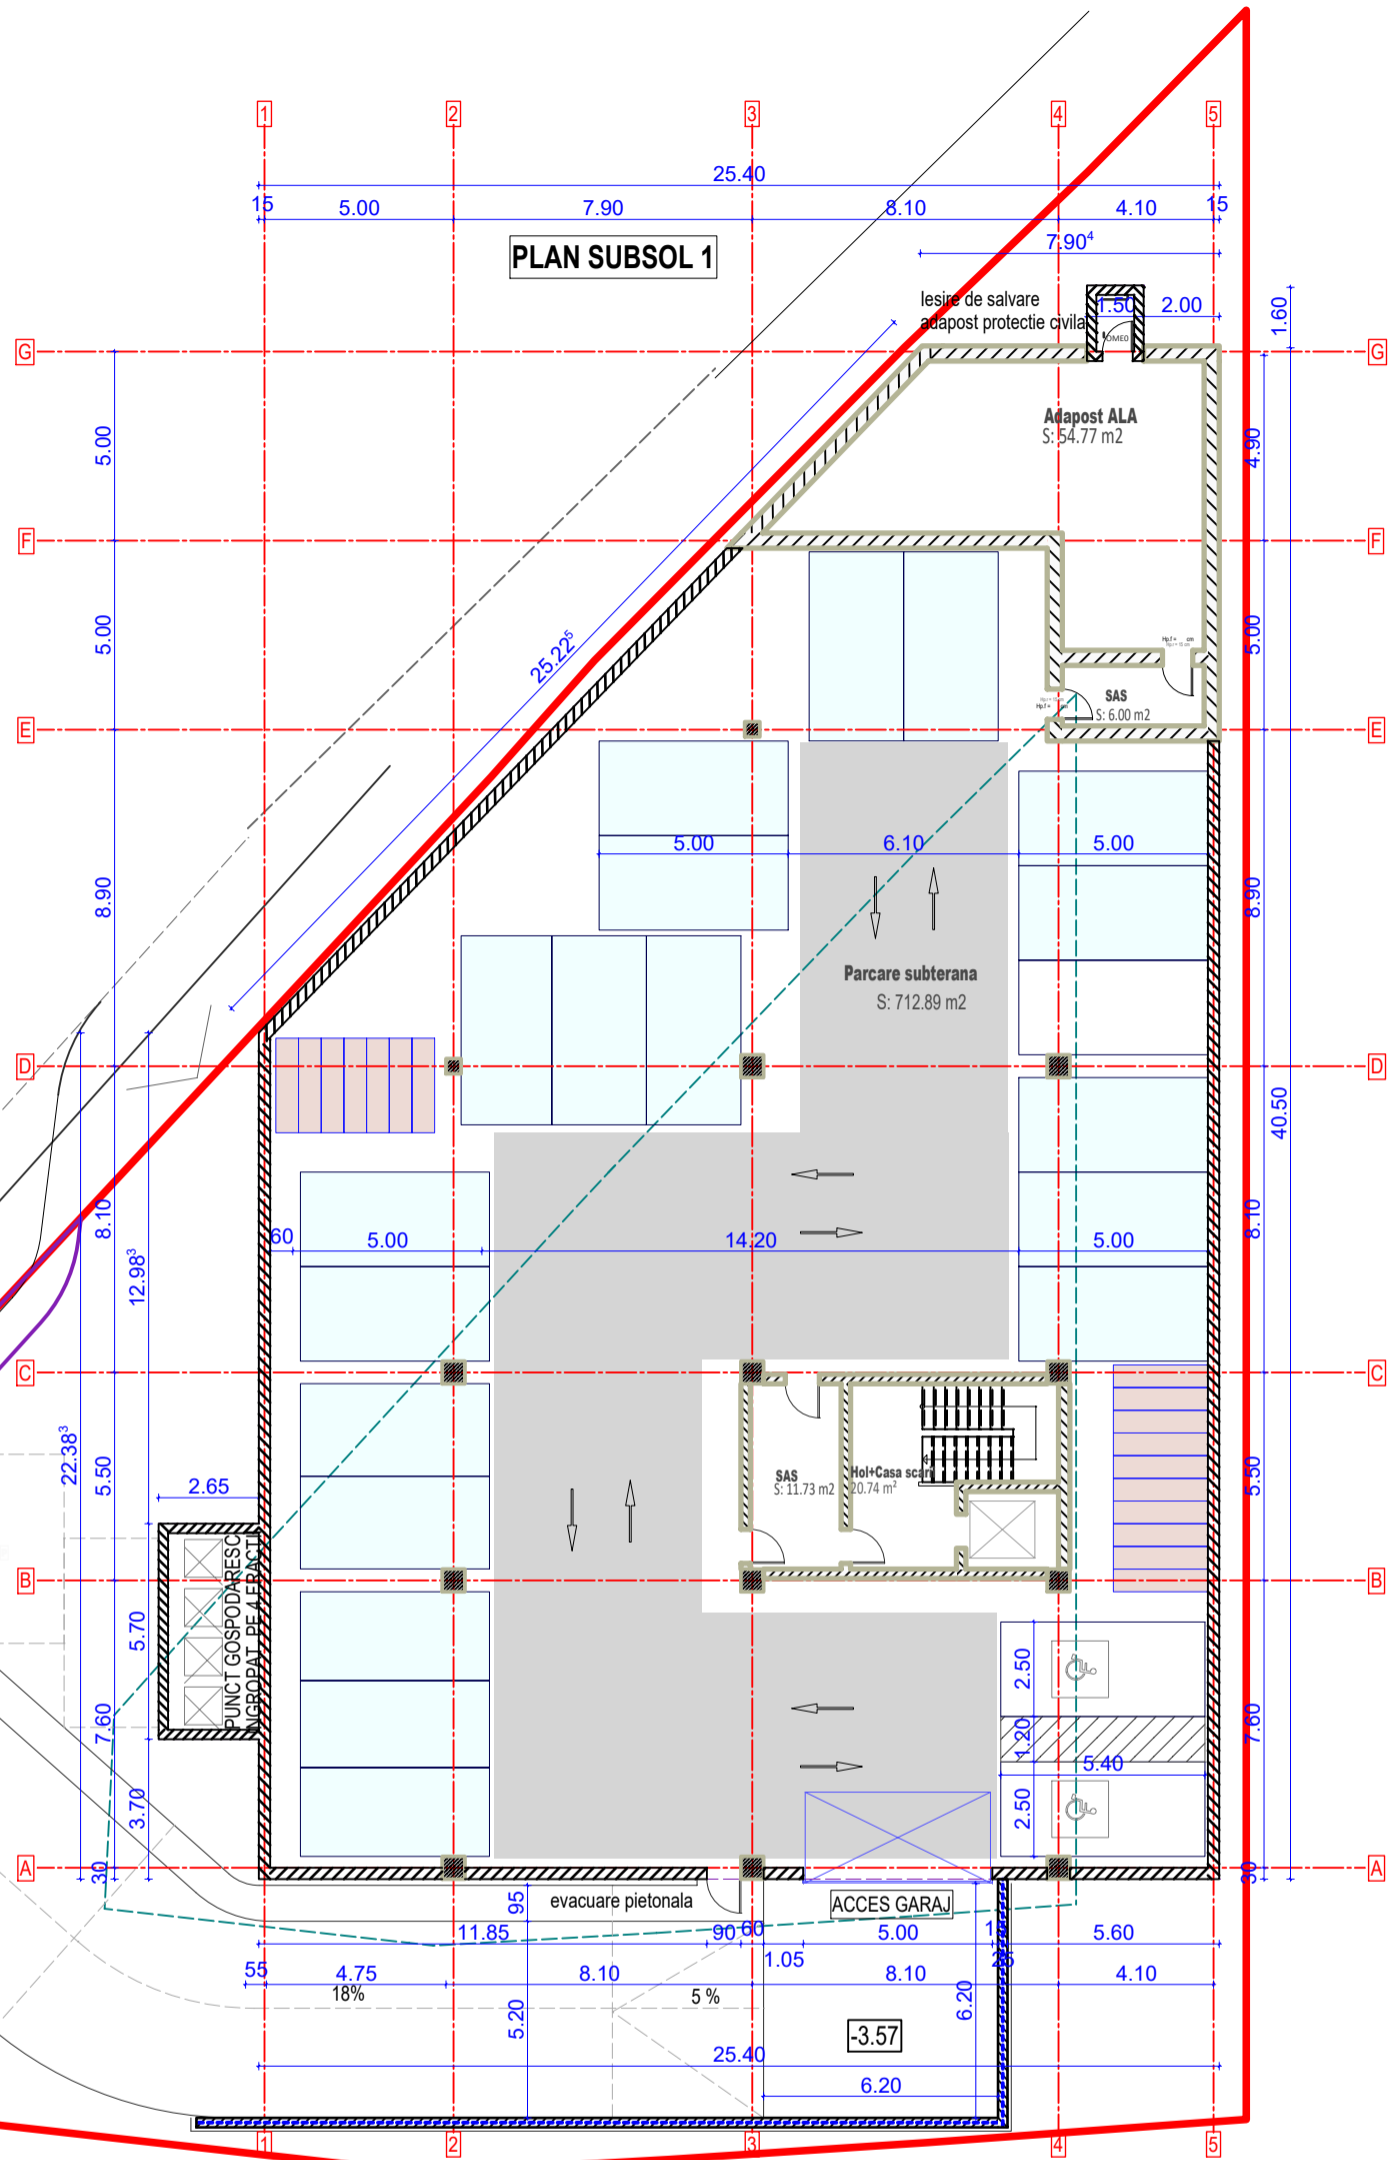 1 2 3 4 5
25.40
15 5.00 7.90 8.10 4.10 15
7.90⁴
PLAN SUBSOL 1
Iesire de salvare
adapost protectie civila
1.50 2.00
1.60
G G
Adapost ALA
S: 54.77 m2
5.00
4.90
F F
5.00
5.00
25.22⁵
SAS
S: 6.00 m2
E E
5.00 6.10 5.00
8.90
8.90
Parcare subterana
S: 712.89 m2
D D
40.50
8.10
8.10
12.98³
60 5.00 14.20 5.00
C C
22.38³
5.50
5.50
2.65
SAS
S: 11.73 m2
Hol+Casa scarii
20.74 m²
B B
PUNCT GOSPODARESC
INGROPAT PE 4 FRACTII
5.70
7.60
7.60
3.70
2.50
1.20
5.40
2.50
30
30
A A
evacuare pietonala
ACCES GARAJ
95
11.85 90 60 1.05 5.00 5.60
55 4.75 8.10 8.10 4.10
18%
5 %
5.20
6.20
-3.57
25.40
6.20
1 2 3 4 5